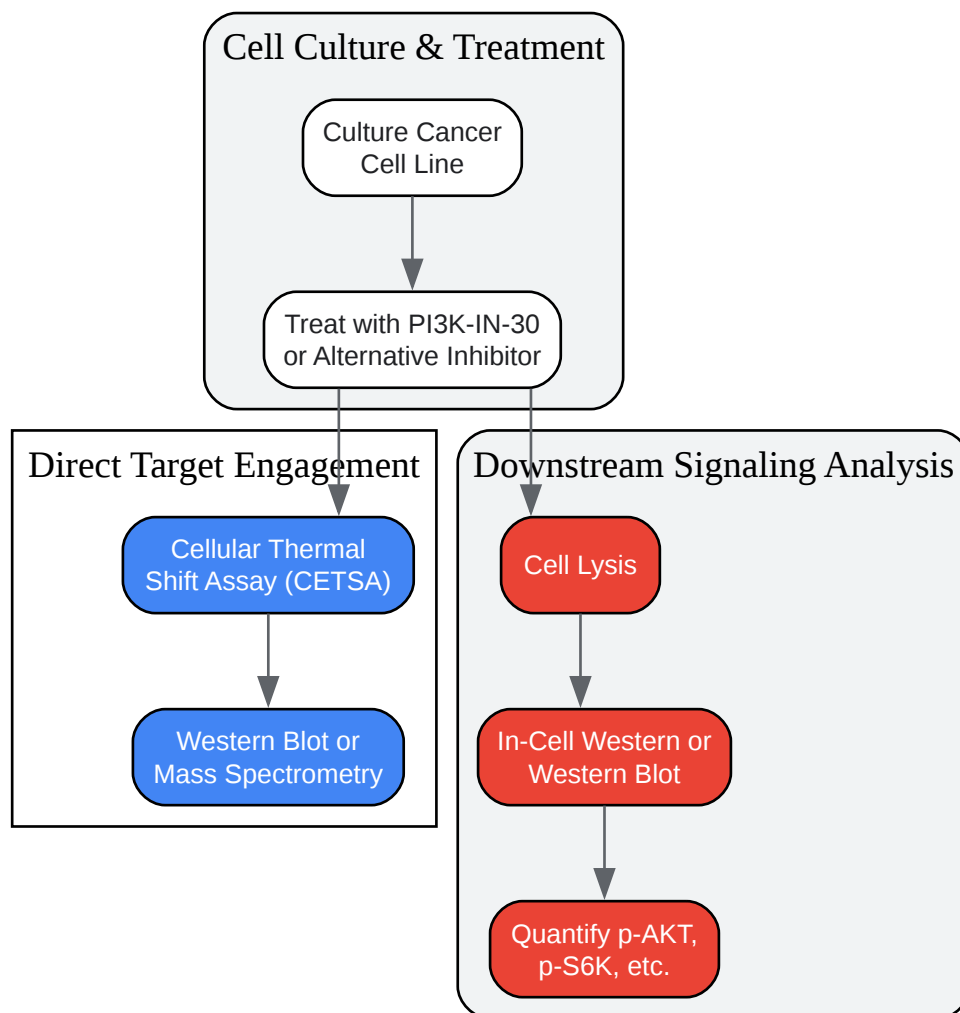 Cell Culture & Treatment
Culture Cancer
Cell Line
Treat with PI3K-IN-30
or Alternative Inhibitor
Direct Target Engagement
Cellular Thermal
Shift Assay (CETSA)
Western Blot or
Mass Spectrometry
Downstream Signaling Analysis
Cell Lysis
In-Cell Western or
Western Blot
Quantify p-AKT,
p-S6K, etc.